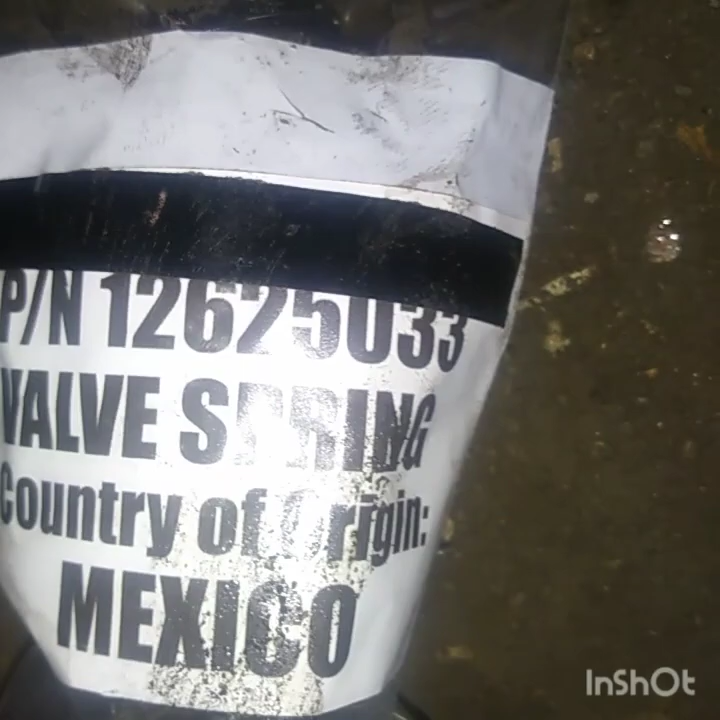 P/N 12625033
VALVE SPRING
Country of Origin:
MEXICO
InShOt